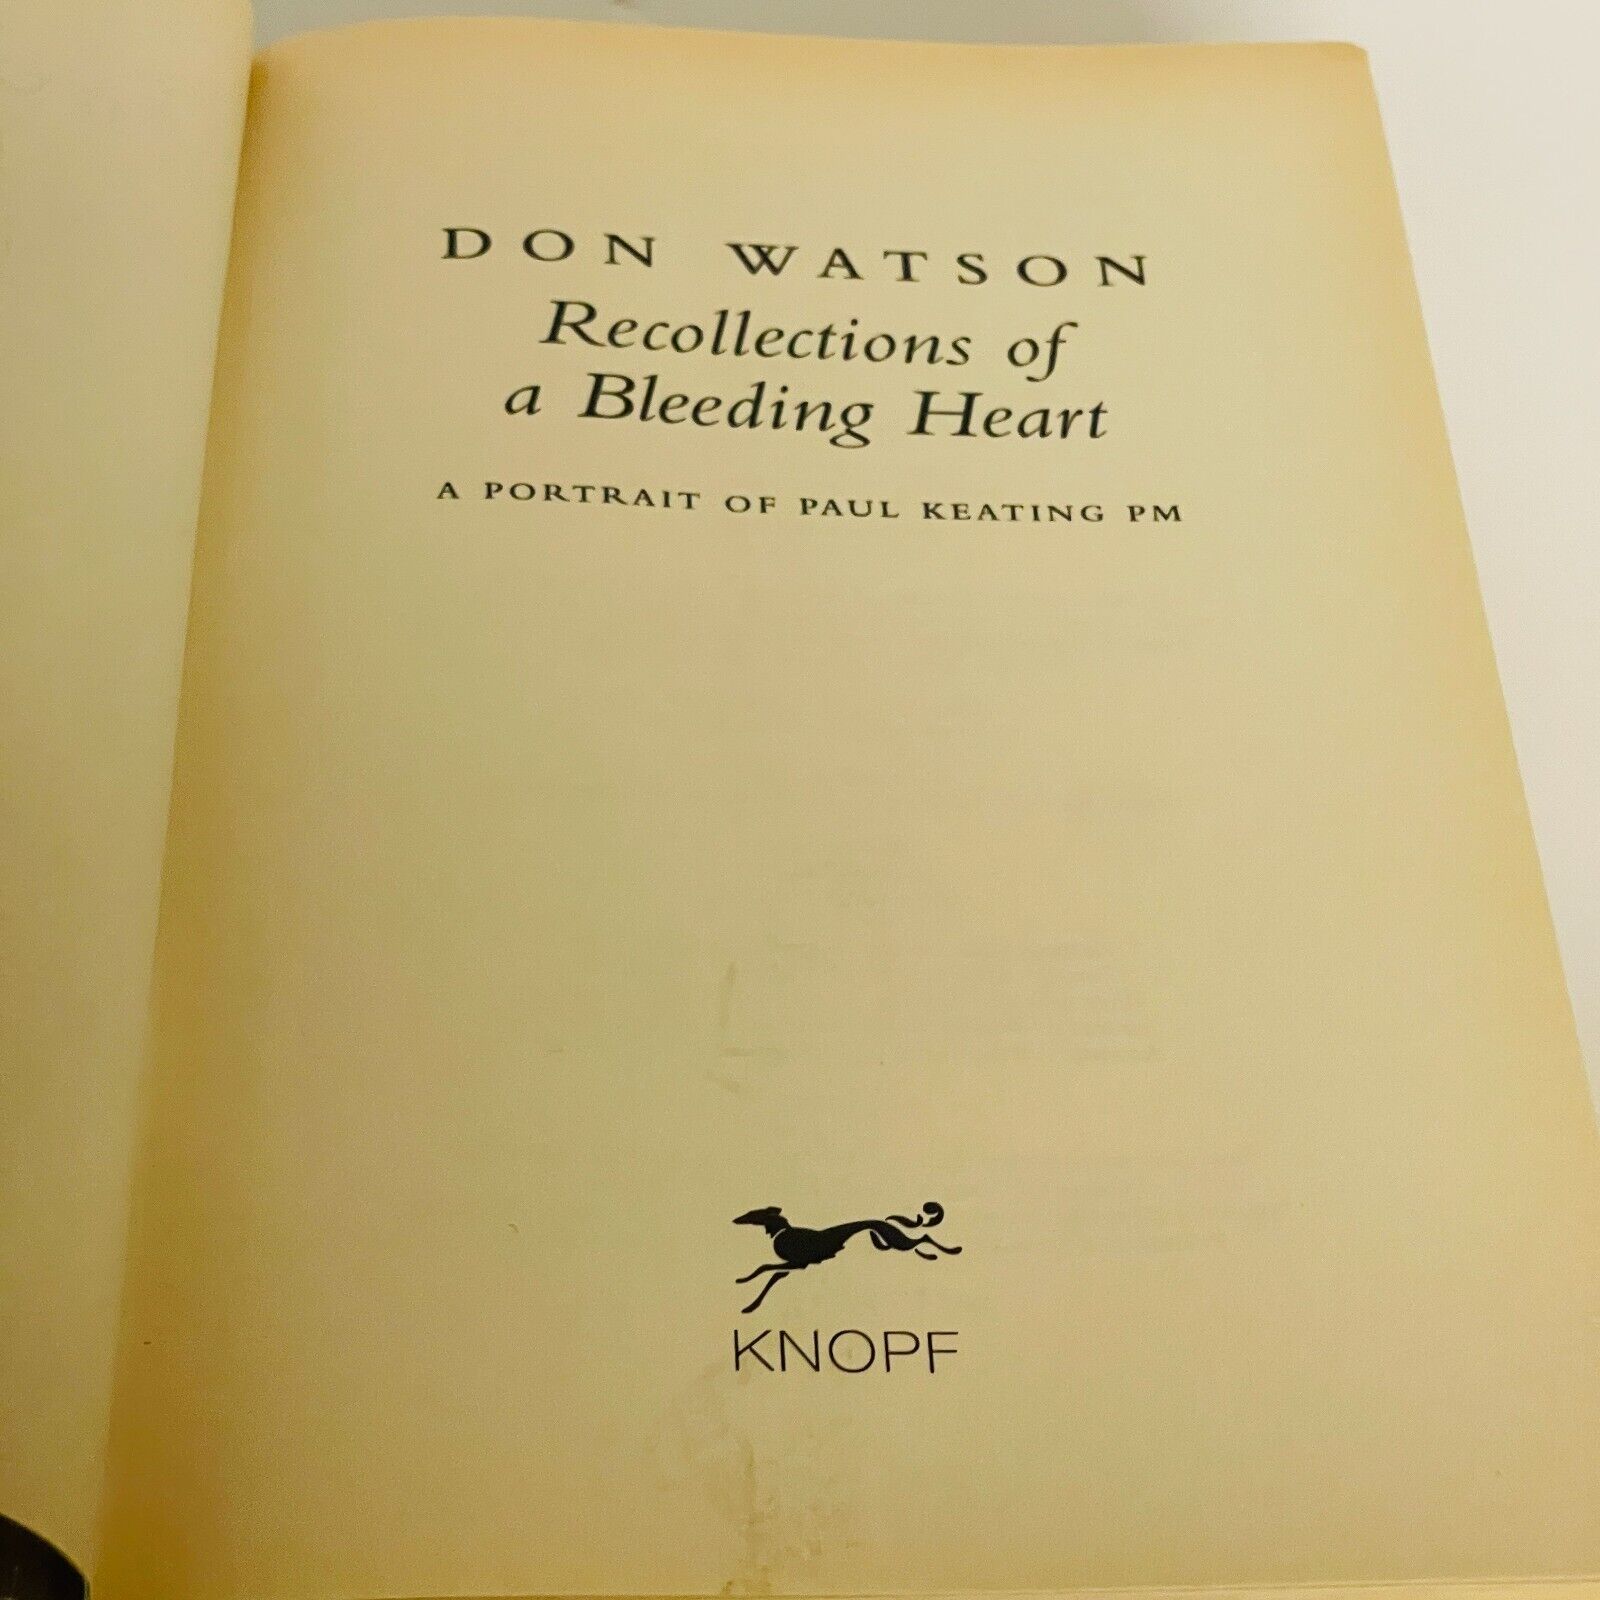 DON WATSON
Recollections of
a Bleeding Heart
A PORTRAIT OF PAUL KEATING PM
KNOPF